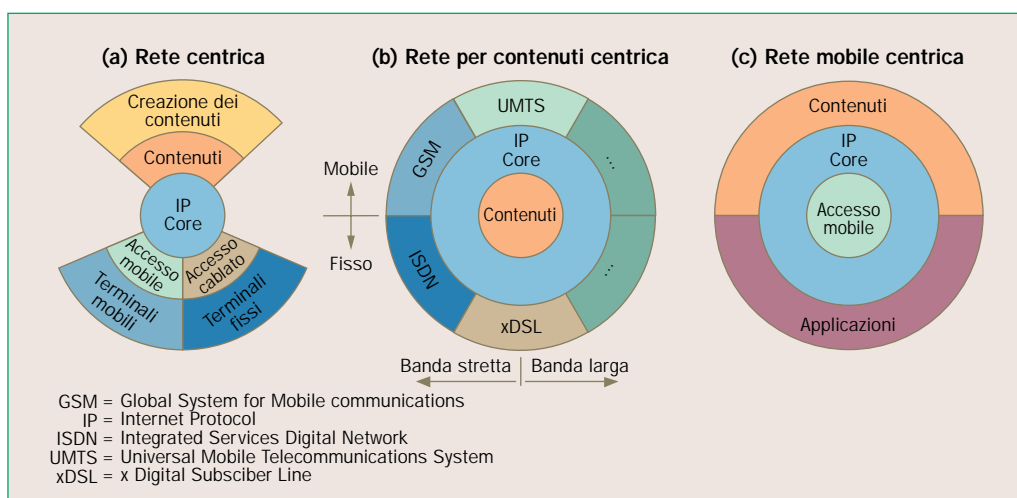 (a) Rete centrica
Creazione dei
contenuti
Contenuti
IP
Core
Accesso
mobile
Accesso
cablato
Terminali
mobili
Terminali
fissi
(b) Rete per contenuti centrica
UMTS
GSM
IP
Core
...
Contenuti
ISDN
...
xDSL
Mobile
Fisso
Banda stretta
Banda larga
(c) Rete mobile centrica
Contenuti
IP
Core
Accesso
mobile
Applicazioni
GSM = Global System for Mobile communications
IP = Internet Protocol
ISDN = Integrated Services Digital Network
UMTS = Universal Mobile Telecommunications System
xDSL = x Digital Subsciber Line